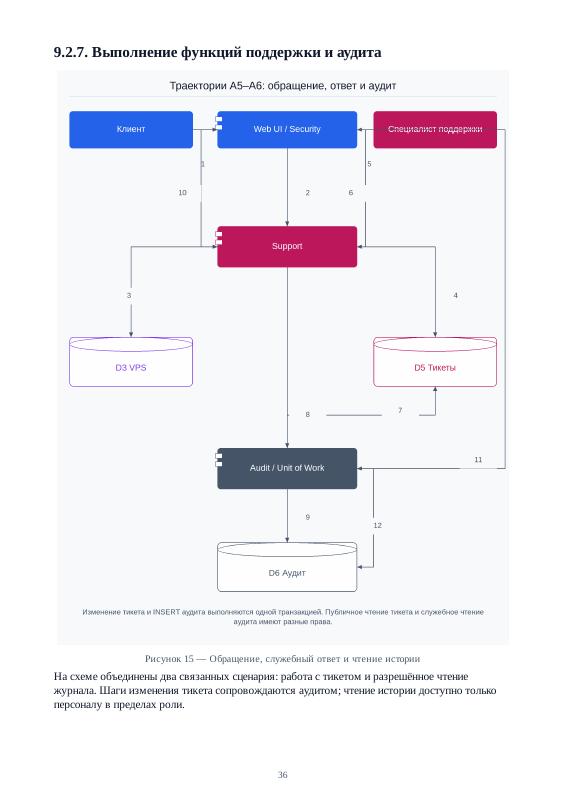 9.2.7. Выполнение функций поддержки и аудита
Траектории A5–A6: обращение, ответ и аудит
Клиент
Web UI / Security
Специалист поддержки
1
5
10
2
6
Support
3
4
D3 VPS
D5 Тикеты
7
8
11
Audit / Unit of Work
9
12
D6 Аудит
Изменение тикета и INSERT аудита выполняются одной транзакцией. Публичное чтение тикета и служебное чтение
аудита имеют разные права.
Рисунок 15 — Обращение, служебный ответ и чтение истории
На схеме объединены два связанных сценария: работа с тикетом и разрешённое чтение
журнала. Шаги изменения тикета сопровождаются аудитом; чтение истории доступно только
персоналу в пределах роли.
36